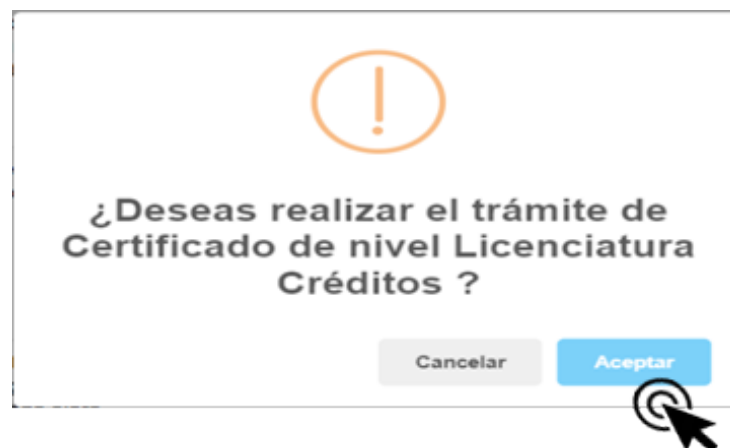 ¿Deseas realizar el trámite de
Certificado de nivel Licenciatura
Créditos ?
Cancelar
Aceptar